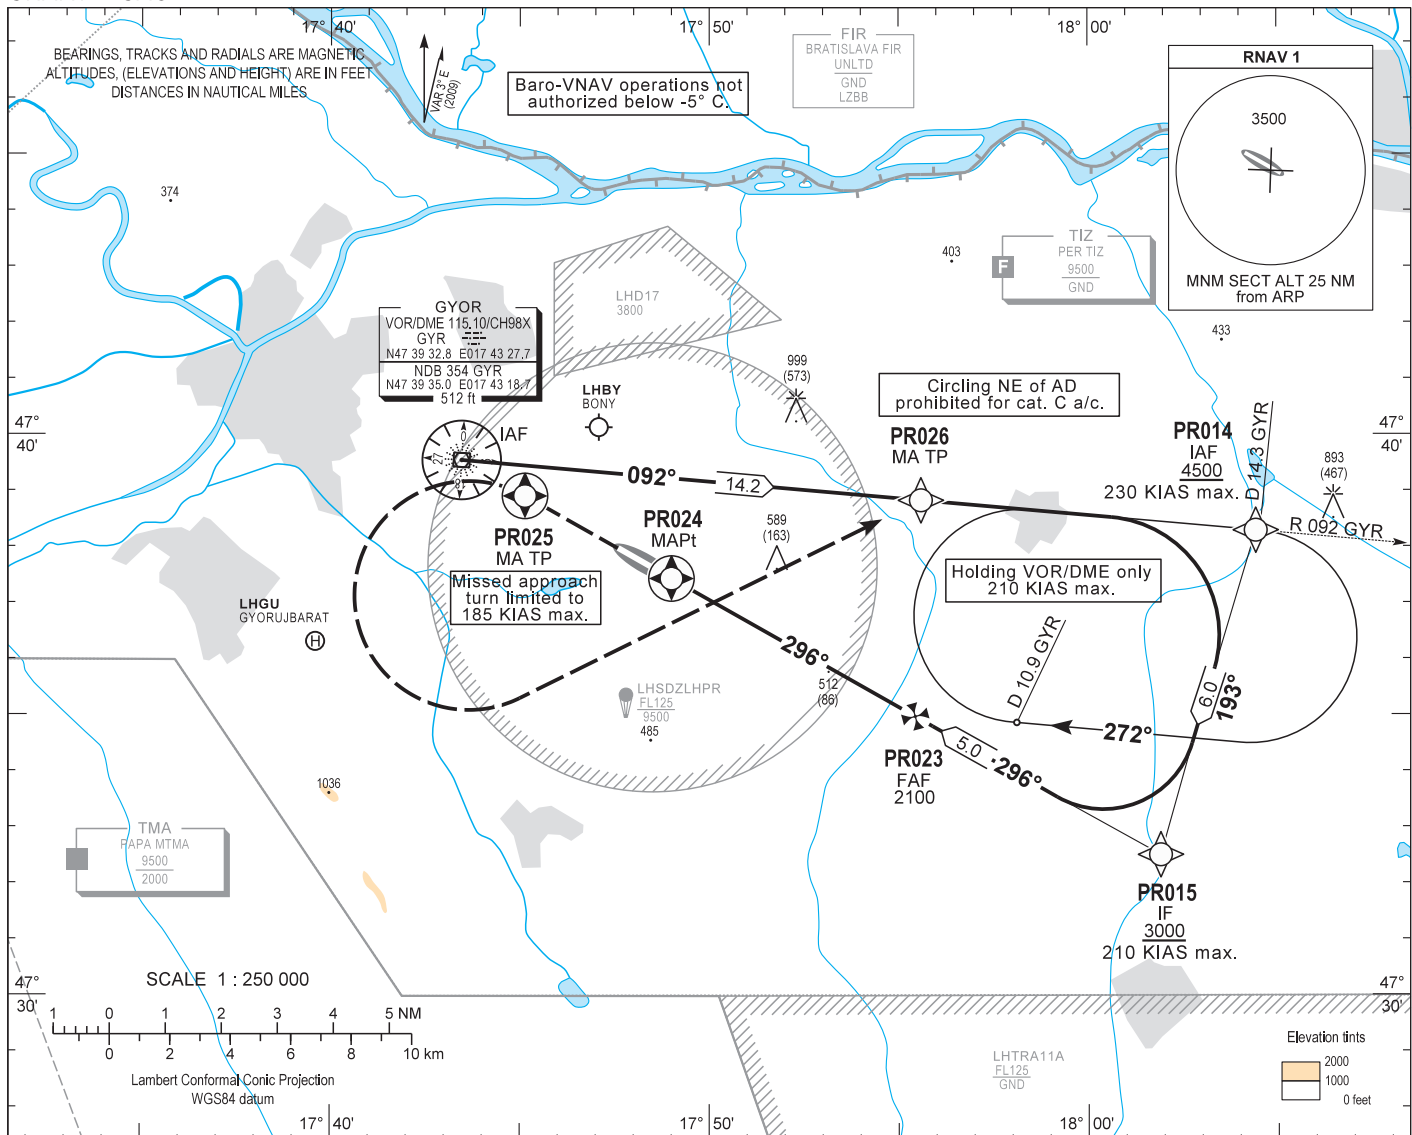 17° 40'
17° 50'
18° 00'
BEARINGS, TRACKS AND RADIALS ARE MAGNETIC
ALTITUDES, (ELEVATIONS AND HEIGHT) ARE IN FEET
DISTANCES IN NAUTICAL MILES
VAR 3° E
(2009)
Baro-VNAV operations not
authorized below -5° C.
FIR
BRATISLAVA FIR
UNLTD
GND
LZBB
RNAV 1
3500
MNM SECT ALT 25 NM
from ARP
374
403
TIZ
PER TIZ
9500
GND
F
433
LHD17
3800
GYOR
VOR/DME 115.10/CH98X
GYR
N47 39 32.8 E017 43 27.7
NDB 354 GYR
N47 39 35.0 E017 43 18.7
512 ft
LHBY
BONY
999
(573)
Circling NE of AD
prohibited for cat. C a/c.
47°
40'
IAF
0
27
PR026
MA TP
PR014
IAF
4500
230 KIAS max.
D 14.3 GYR
893
(467)
47°
40'
092°
14.2
R 092 GYR
PR025
MA TP
PR024
MAPt
589
(163)
Missed approach
turn limited to
185 KIAS max.
Holding VOR/DME only
210 KIAS max.
LHGU
GYORUJBARAT
H
296°
D 10.9 GYR
512
(86)
LHSDZLHPR
FL125
9500
485
6.0
193°
272°
PR023
FAF
2100
5.0
296°
1036
TMA
PAPA MTMA
9500
2000
PR015
IF
3000
210 KIAS max.
47°
30'
47°
30'
SCALE 1 : 250 000
1 0 1 2 3 4 5 NM
0 2 4 6 8 10 km
Lambert Conformal Conic Projection
WGS84 datum
LHTRA11A
FL125
GND
Elevation tints
2000
1000
0 feet
17° 40'
17° 50'
18° 00'